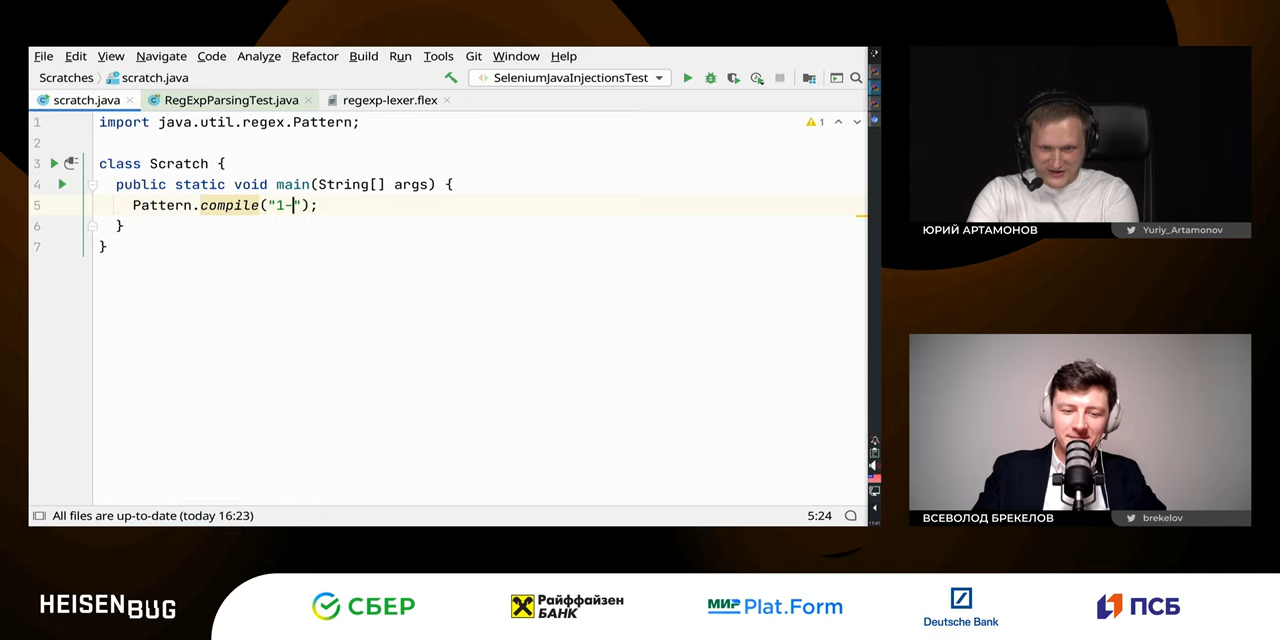 File Edit View Navigate Code Analyze Refactor Build Run Tools Git Window Help
Scratches scratch.java SeleniumJavaInjectionsTest
scratch.java RegExpParsingTest.java regexp-lexer.flex
1 import java.util.regex.Pattern; 1
2
3 class Scratch {
4 public static void main(String[] args) {
5 Pattern.compile("1-");
6 }
7 }
All files are up-to-date (today 16:23) 5:24
ЮРИЙ АРТАМОНОВ Yuriy_Artamonov
ВСЕВОЛОД БРЕКЕЛОВ brekelov
HEISENBUG
СБЕР
Райффайзен
БАНК
МИР Plat.Form
Deutsche Bank
ПСБ